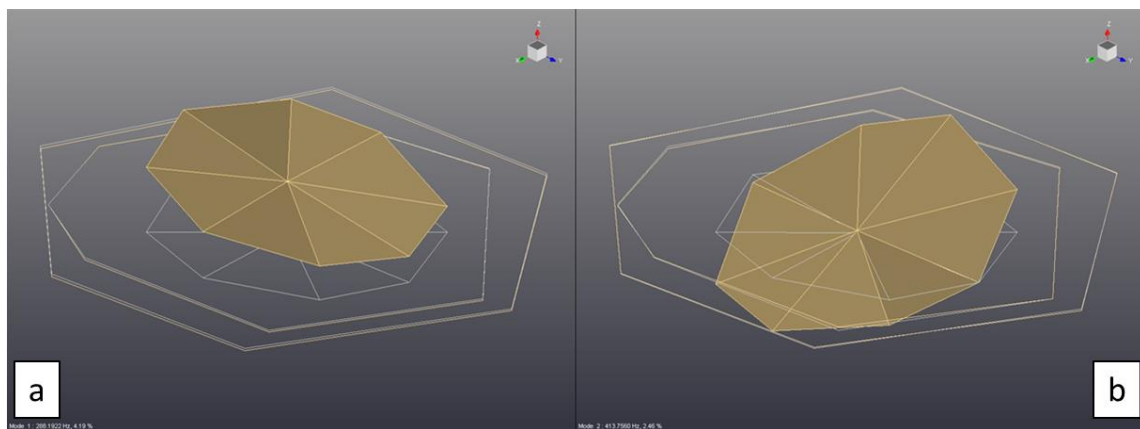 Z
X
Y
Z
X
Y
a
b
Mode 1 : 288.1922 Hz, 4.19 %
Mode 2 : 413.7560 Hz, 2.46 %